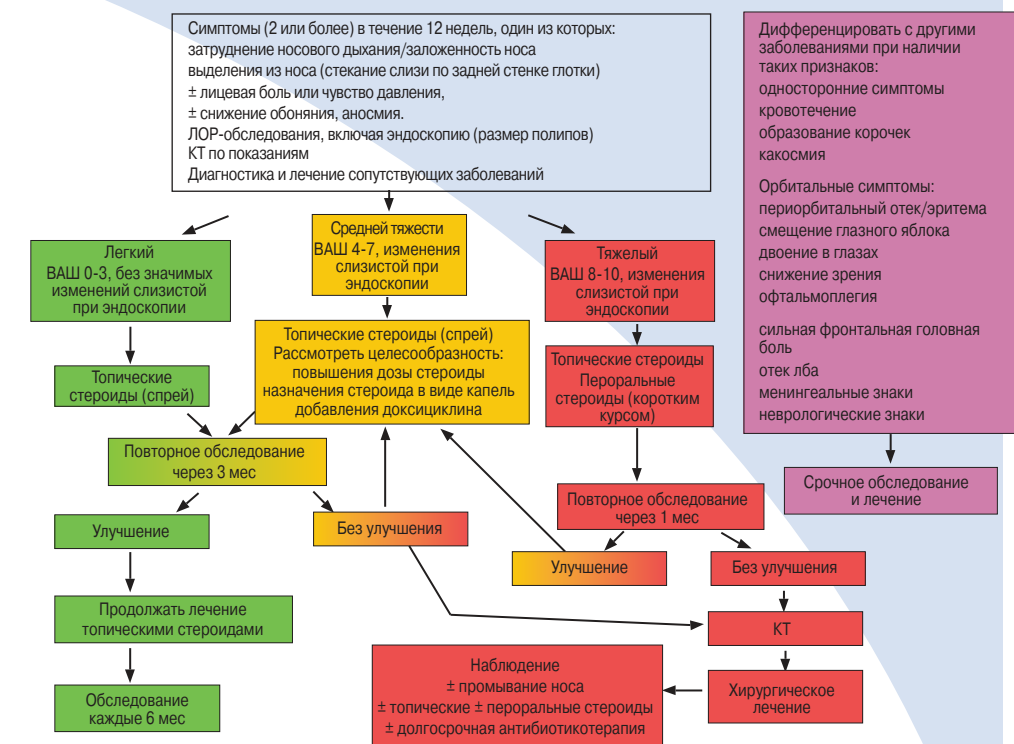 Симптомы (2 или более) в течение 12 недель, один из которых:
затруднение носового дыхания/заложенность носа
выделения из носа (стекание слизи по задней стенке глотки)
± лицевая боль или чувство давления,
± снижение обоняния, аносмия.
ЛОР-обследования, включая эндоскопию (размер полипов)
КТ по показаниям
Диагностика и лечение сопутствующих заболеваний
Дифференцировать с другими
заболеваниями при наличии
таких признаков:
односторонние симптомы
кровотечение
образование корочек
какосмия
Орбитальные симптомы:
периорбитальный отек/эритема
смещение глазного яблока
двоение в глазах
снижение зрения
офтальмоплегия
сильная фронтальная головная
боль
отек лба
менингеальные знаки
неврологические знаки
Срочное обследование
и лечение
Легкий
ВАШ 0-3, без значимых
изменений слизистой
при эндоскопии
Средней тяжести
ВАШ 4-7, изменения
слизистой при
эндоскопии
Тяжелый
ВАШ 8-10, изменения
слизистой при
эндоскопии
Топические
стероиды (спрей)
Топические стероиды (спрей)
Рассмотреть целесообразность:
повышения дозы стероиды
назначения стероида в виде капель
добавления доксициклина
Топические стероиды
Пероральные
стероиды (коротким
курсом)
Повторное обследование
через 3 мес
Повторное обследование
через 1 мес
Улучшение
Без улучшения
Улучшение
Без улучшения
Продолжать лечение
топическими стероидами
КТ
Обследование
каждые 6 мес
Наблюдение
± промывание носа
± топические ± пероральные стероиды
± долгосрочная антибиотикотерапия
Хирургическое
лечение